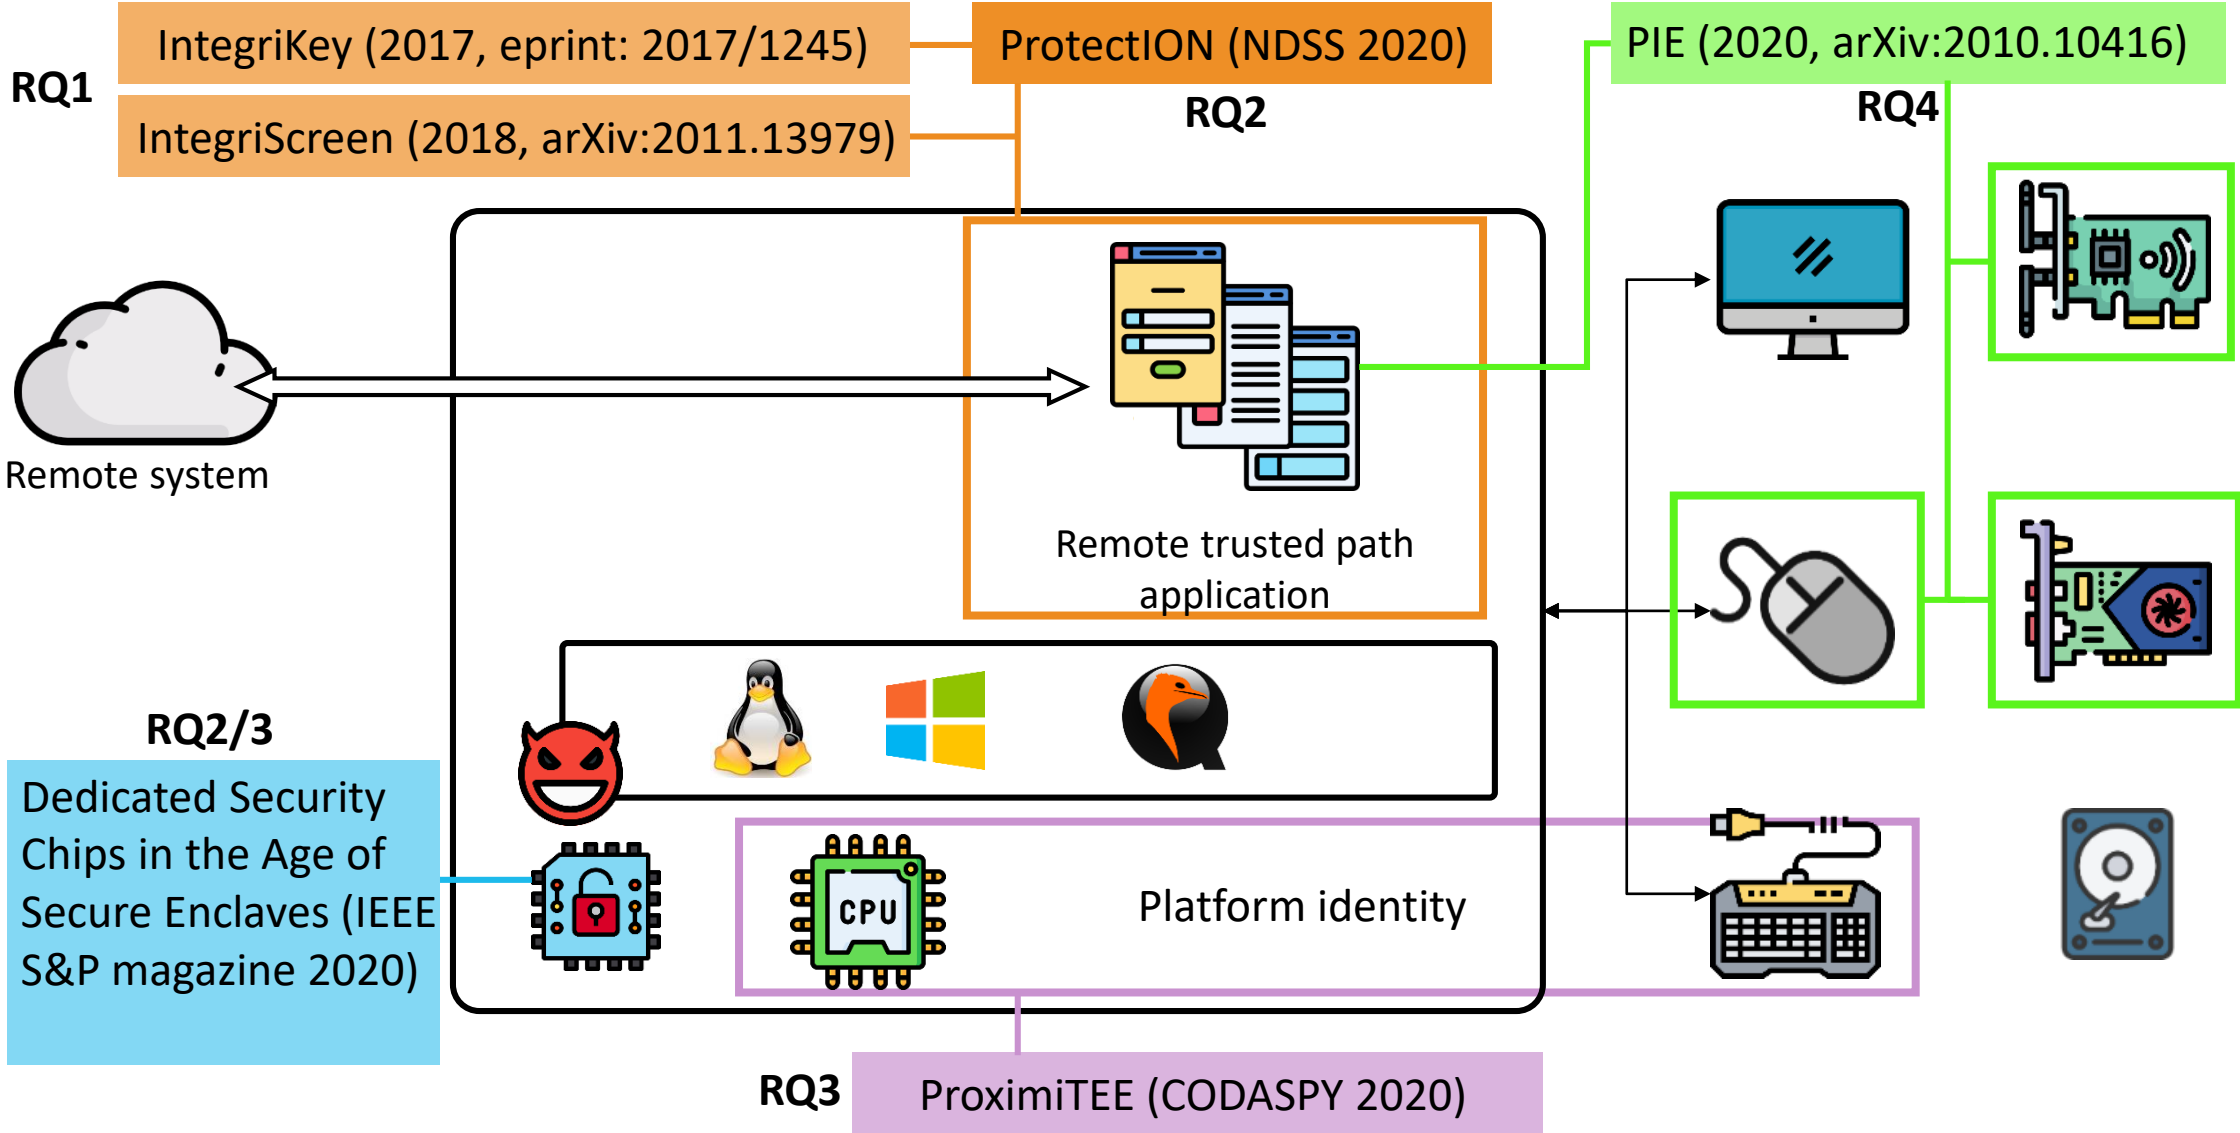 IntegriKey (2017, eprint: 2017/1245)
ProtectION (NDSS 2020)
PIE (2020, arXiv:2010.10416)
RQ1
RQ2
RQ4
IntegriScreen (2018, arXiv:2011.13979)
Remote system
Remote trusted path
application
RQ2/3
Dedicated Security
Chips in the Age of
Secure Enclaves (IEEE
S&P magazine 2020)
CPU
Platform identity
RQ3
ProximiTEE (CODASPY 2020)